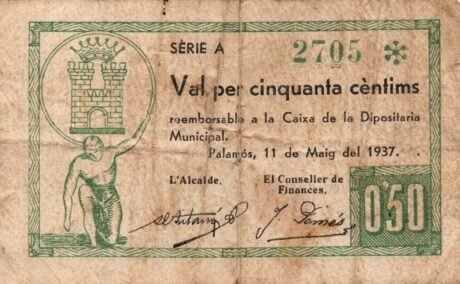 SÈRIE A 2705 *
Val per cinquanta cèntims
reemborsable a la Caixa de la Dipositaria
Municipal.
Palamós, 11 de Maig del 1937.
L'Alcalde, El Conseller de
Finances,
0'50